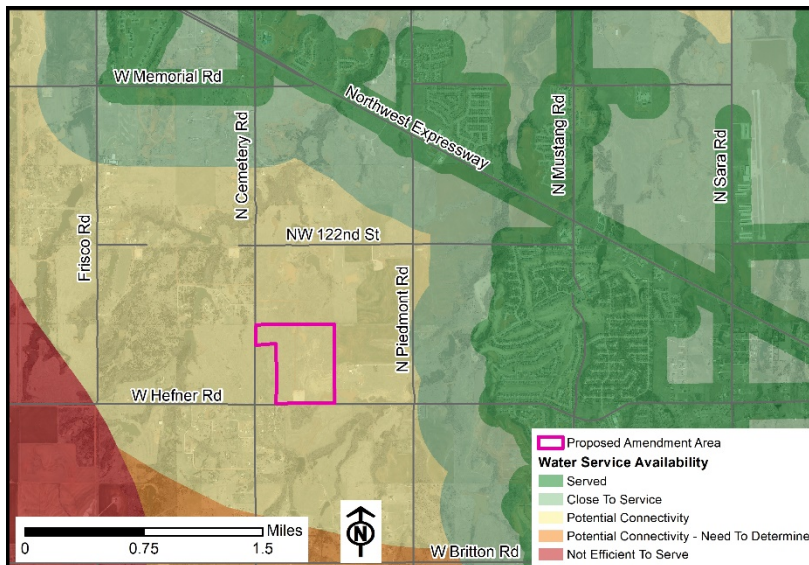 W Memorial Rd
Northwest Expressway
N Cemetery Rd
N Mustang Rd
N Sara Rd
NW 122nd St
Frisco Rd
N Piedmont Rd
W Hefner Rd
W Britton Rd
N
Miles
0 0.75 1.5
Proposed Amendment Area
Water Service Availability
Served
Close To Service
Potential Connectivity
Potential Connectivity - Need To Determine
Not Efficient To Serve